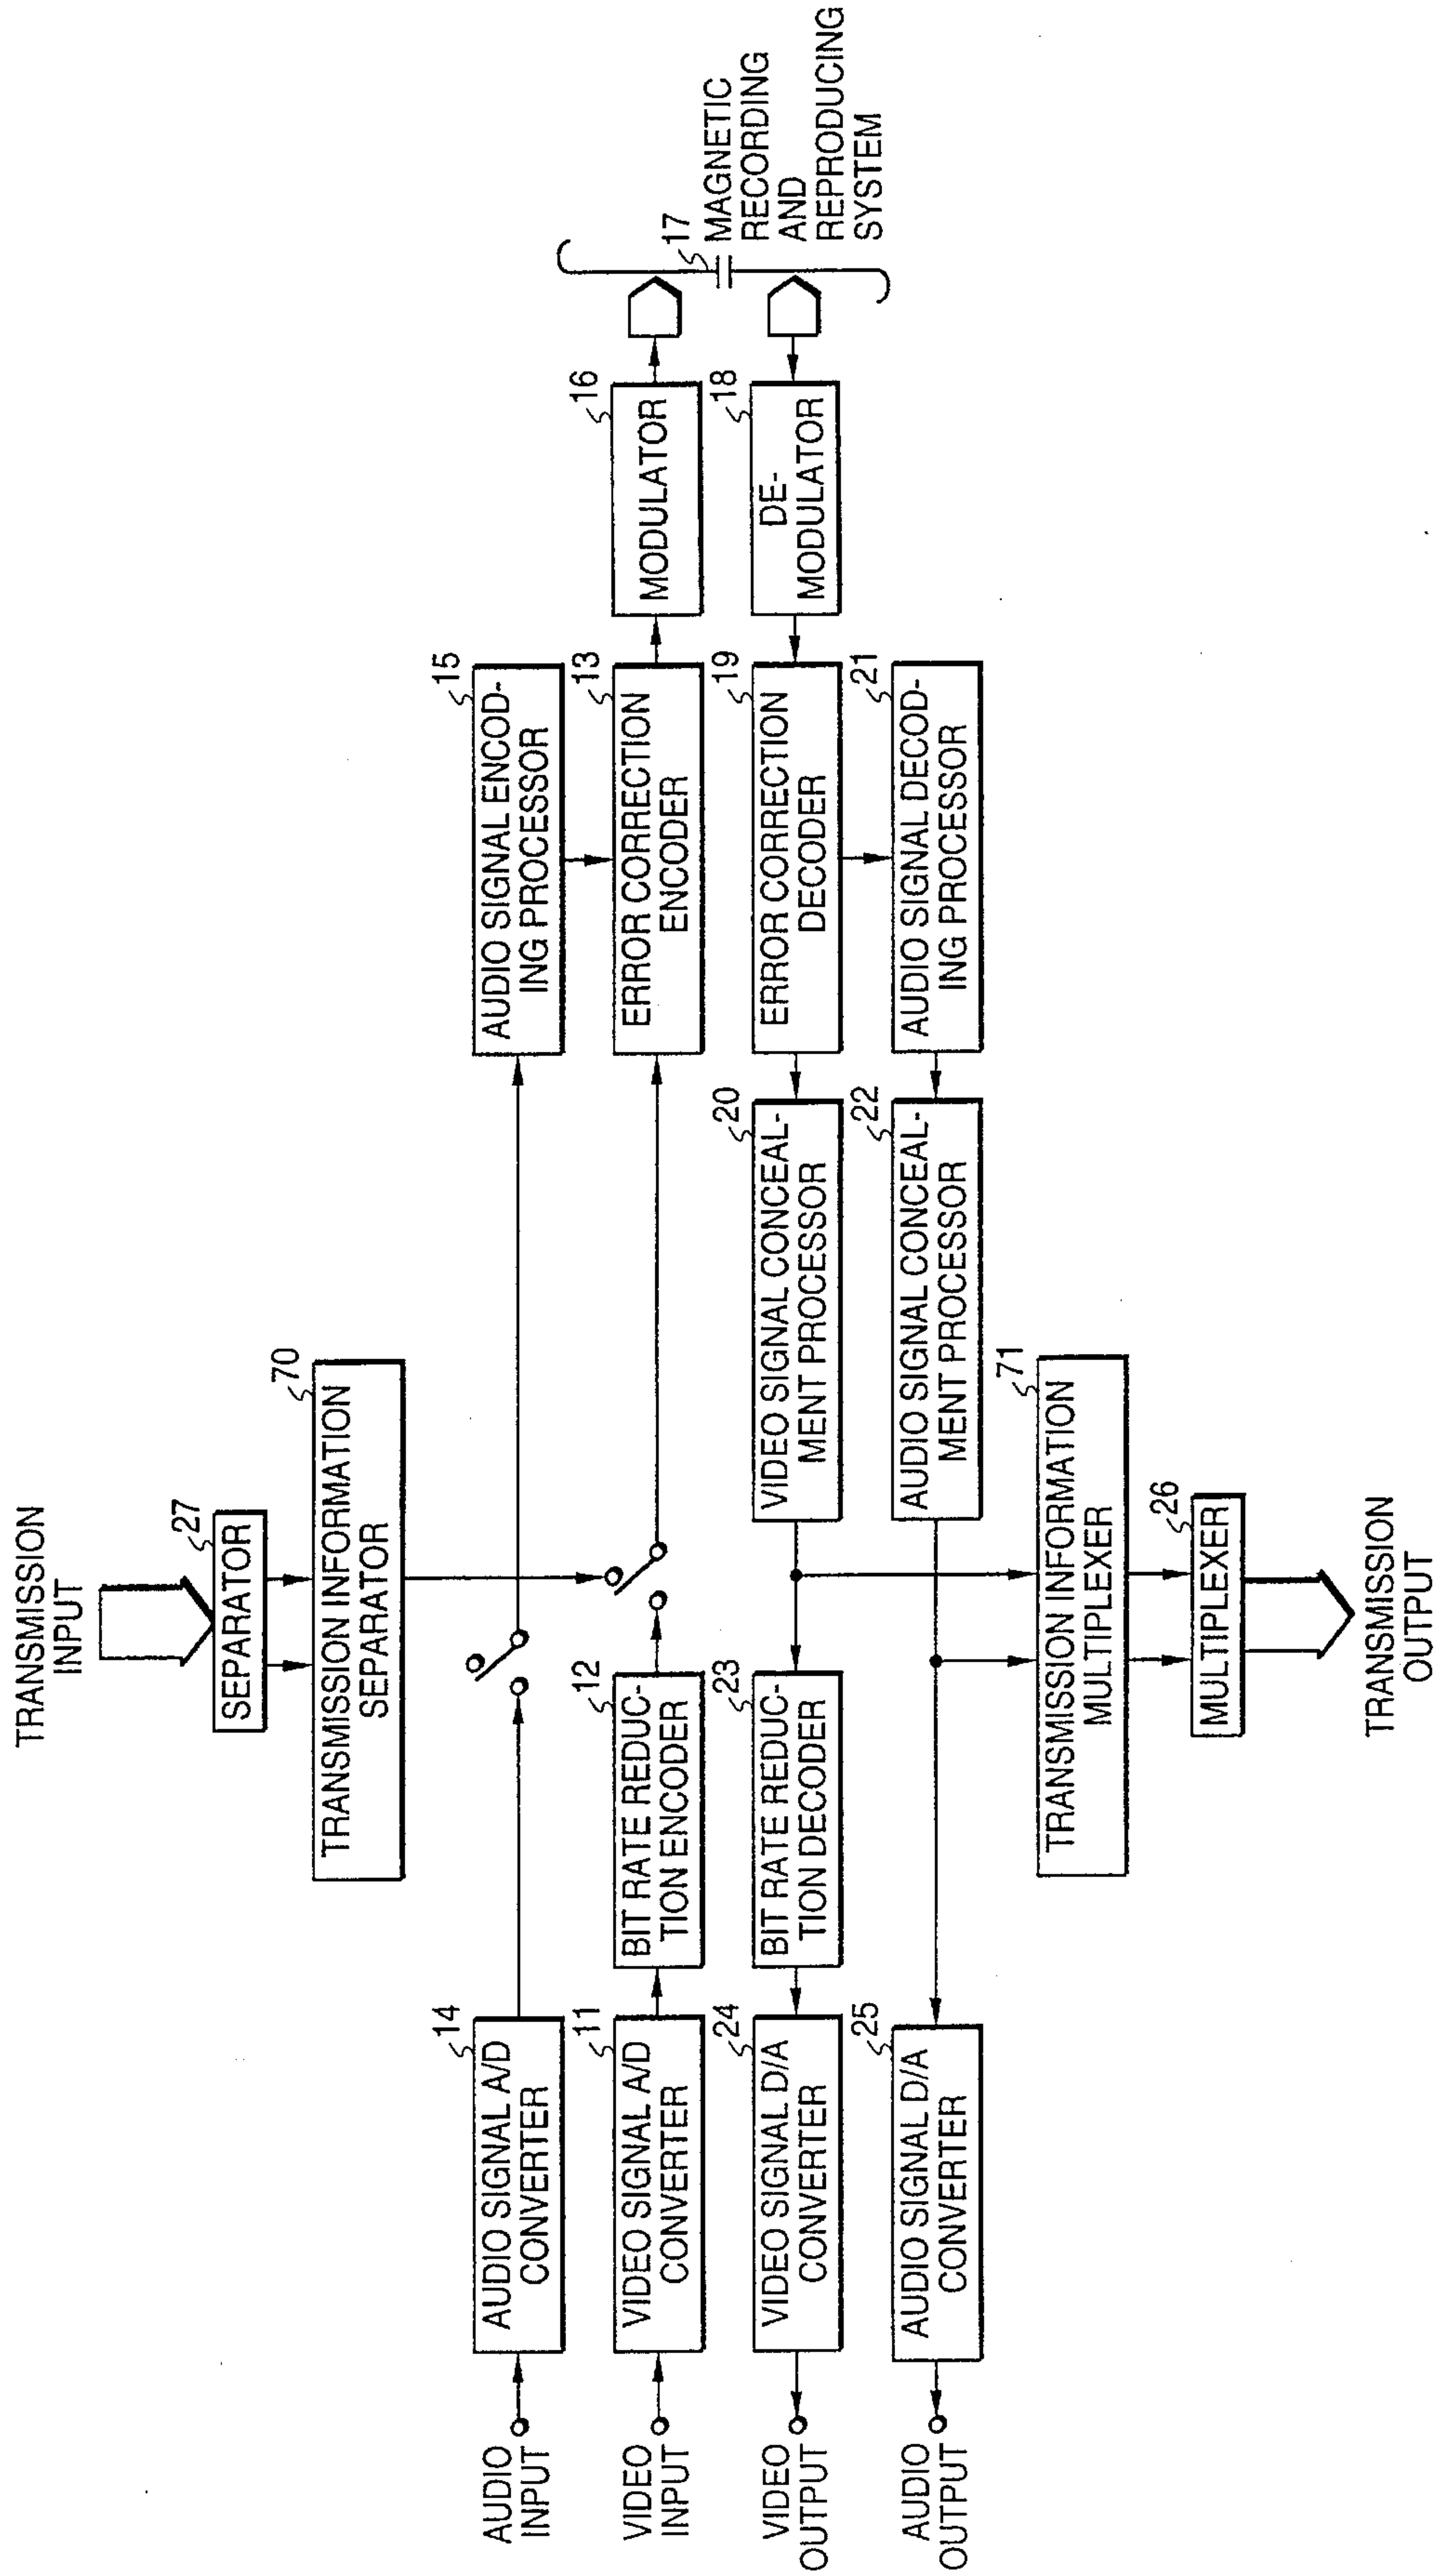 TRANSMISSION
INPUT
27
SEPARATOR
70
TRANSMISSION INFORMATION
SEPARATOR
AUDIO
INPUT
14
AUDIO SIGNAL A/D
CONVERTER
15
AUDIO SIGNAL ENCOD-
ING PROCESSOR
VIDEO
INPUT
11
VIDEO SIGNAL A/D
CONVERTER
12
BIT RATE REDUC-
TION ENCODER
13
ERROR CORRECTION
ENCODER
16
MODULATOR
17
MAGNETIC
RECORDING
AND
REPRODUCING
SYSTEM
VIDEO
OUTPUT
24
VIDEO SIGNAL D/A
CONVERTER
23
BIT RATE REDUC-
TION DECODER
20
VIDEO SIGNAL CONCEAL-
MENT PROCESSOR
19
ERROR CORRECTION
DECODER
18
DE-
MODULATOR
AUDIO
OUTPUT
25
AUDIO SIGNAL D/A
CONVERTER
22
AUDIO SIGNAL CONCEAL-
MENT PROCESSOR
21
AUDIO SIGNAL DECOD-
ING PROCESSOR
71
TRANSMISSION INFORMATION
MULTIPLEXER
26
MULTIPLEXER
TRANSMISSION
OUTPUT